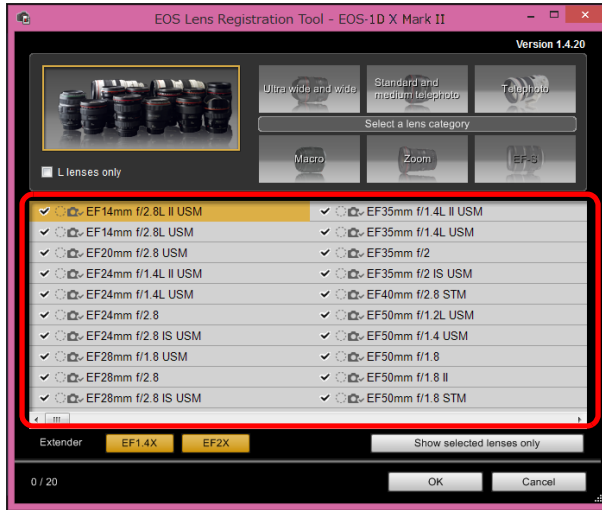 EOS Lens Registration Tool - EOS-1D X Mark II
Version 1.4.20
Ultra wide and wide
Standard and
medium telephoto
Telephoto
Select a lens category
Macro
Zoom
EF-S
L lenses only
EF14mm f/2.8L II USM
EF14mm f/2.8L USM
EF20mm f/2.8 USM
EF24mm f/1.4L II USM
EF24mm f/1.4L USM
EF24mm f/2.8
EF24mm f/2.8 IS USM
EF28mm f/1.8 USM
EF28mm f/2.8
EF28mm f/2.8 IS USM
EF35mm f/1.4L II USM
EF35mm f/1.4L USM
EF35mm f/2
EF35mm f/2 IS USM
EF40mm f/2.8 STM
EF50mm f/1.2L USM
EF50mm f/1.4 USM
EF50mm f/1.8
EF50mm f/1.8 II
EF50mm f/1.8 STM
Extender
EF1.4X
EF2X
Show selected lenses only
0 / 20
OK
Cancel